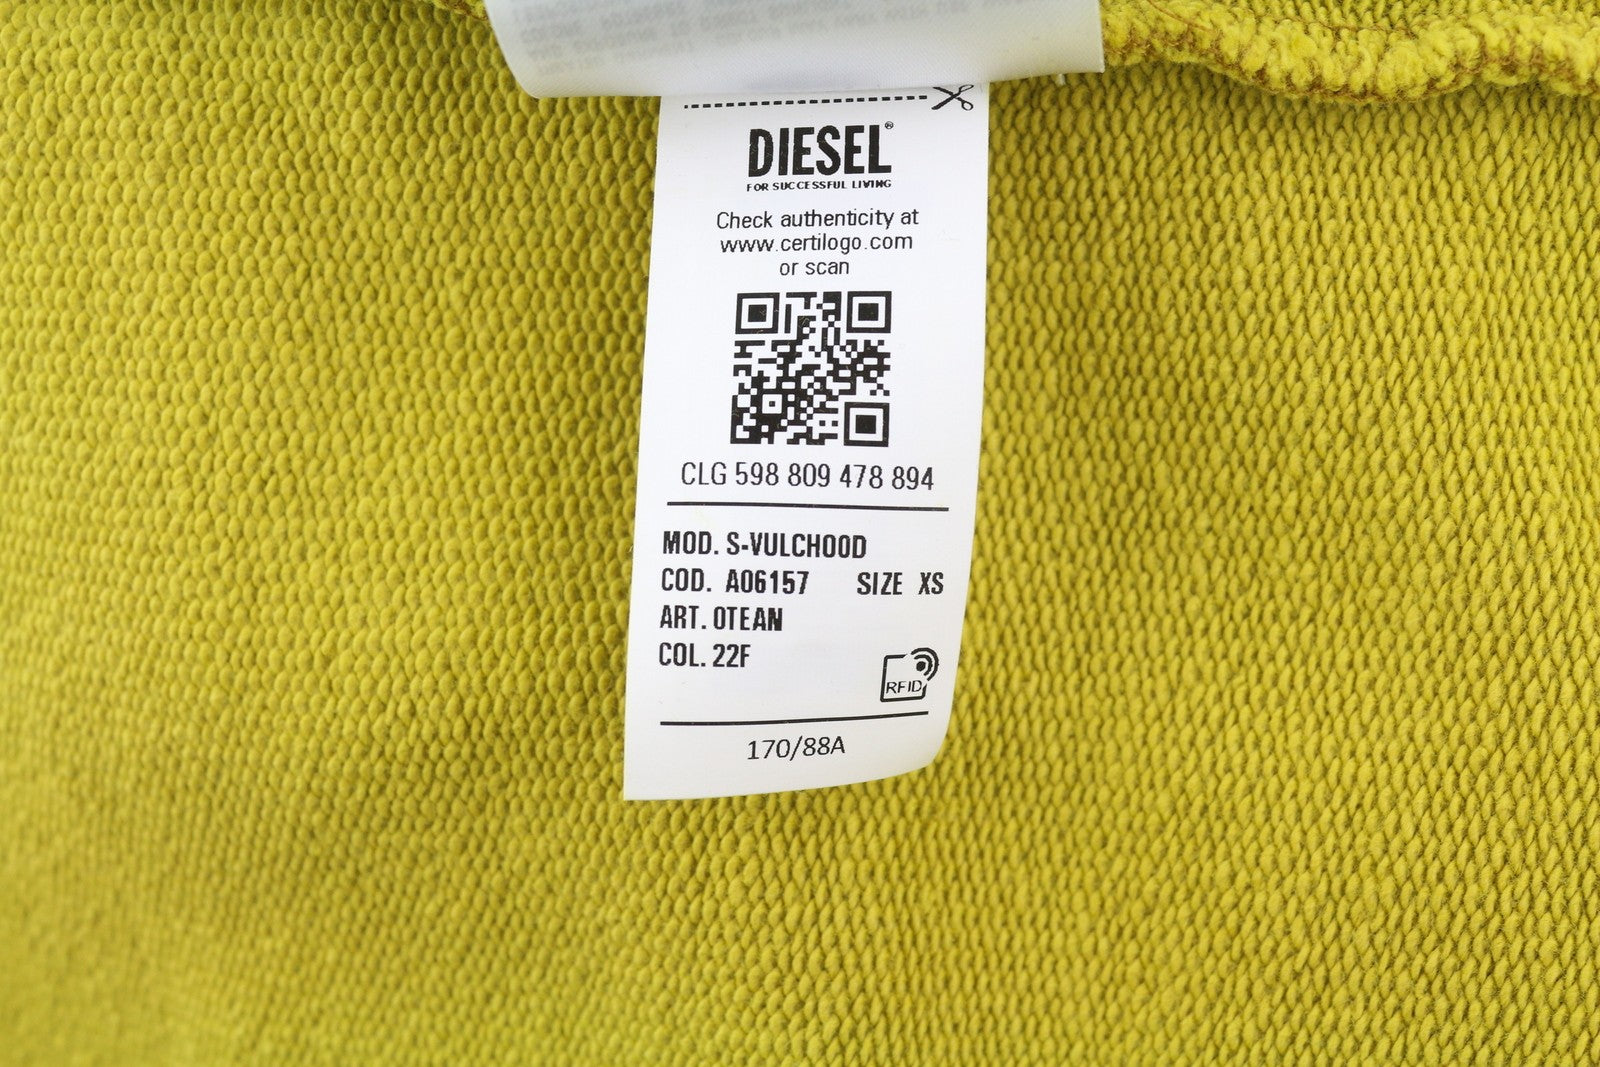 DIESEL®
FOR SUCCESSFUL LIVING
Check authenticity at
www.certilogo.com
or scan
CLG 598 809 478 894
MOD. S-VULCHOOD
COD. A06157 SIZE XS
ART. OTEAN
COL. 22F
RFID
170/88A